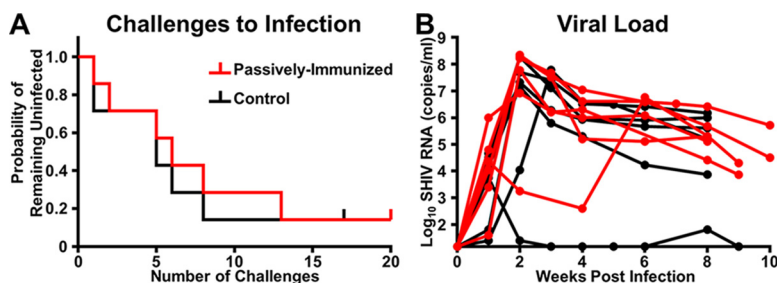 A Challenges to Infection
Probability of
Remaining Uninfected
1.0
0.8
0.6
0.4
0.2
0
0 5 10 15 20
Number of Challenges
Passively-Immunized
Control
B Viral Load
Log10 SHIV RNA (copies/ml)
9
8
7
6
5
4
3
2
0 2 4 6 8 10
Weeks Post Infection